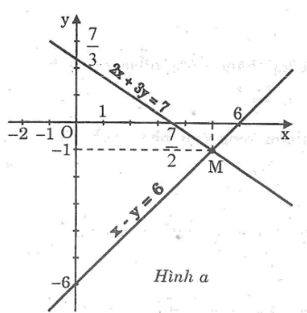 y
7
3
2x + 3y = 7
-2 -1 O 1 6 x
7
2
-1
M
x - y = 6
-6
Hình a